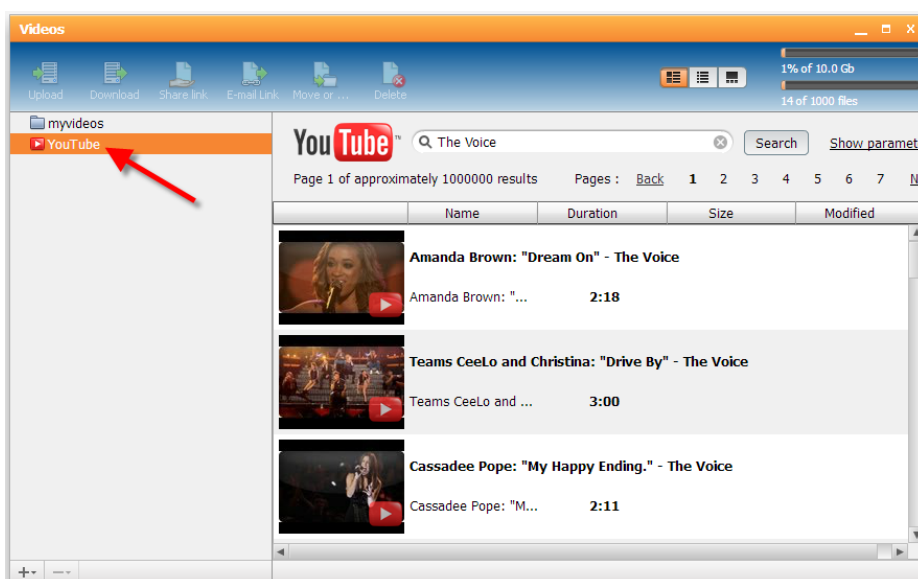 Videos
1% of 10.0 Gb
14 of 1000 files
Upload Download Share link E-mail Link Move or ... Delete
myvideos
YouTube
YouTube™ The Voice Search Show paramet
Page 1 of approximately 1000000 results Pages : Back 1 2 3 4 5 6 7 N
Name Duration Size Modified
Amanda Brown: "Dream On" - The Voice
Amanda Brown: "... 2:18
Teams CeeLo and Christina: "Drive By" - The Voice
Teams CeeLo and ... 3:00
Cassadee Pope: "My Happy Ending." - The Voice
Cassadee Pope: "M... 2:11